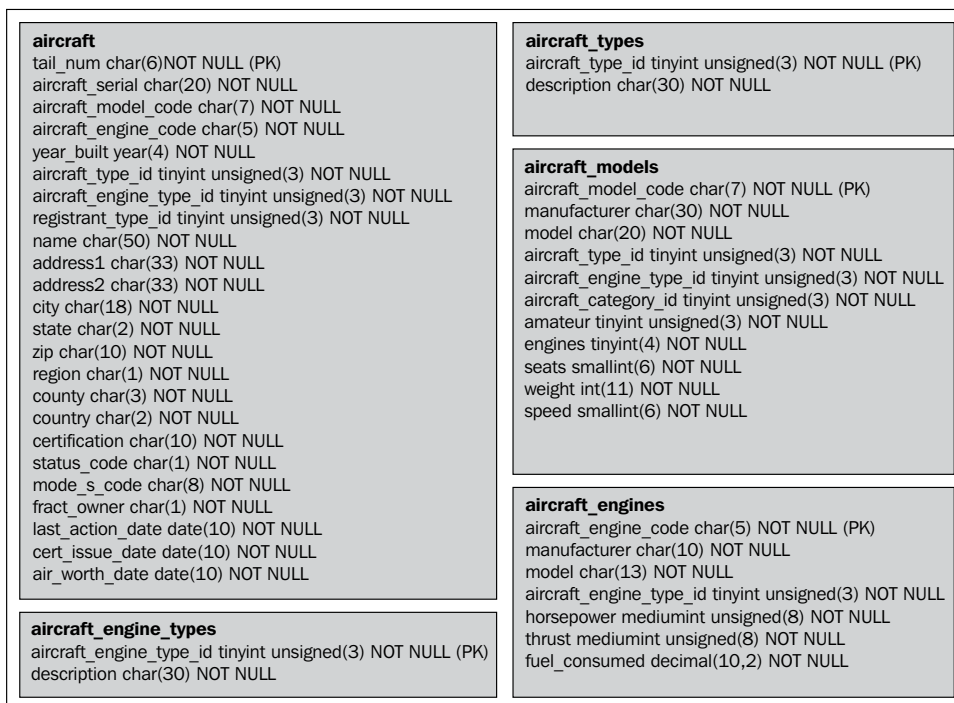 aircraft
tail_num char(6)NOT NULL (PK)
aircraft_serial char(20) NOT NULL
aircraft_model_code char(7) NOT NULL
aircraft_engine_code char(5) NOT NULL
year_built year(4) NOT NULL
aircraft_type_id tinyint unsigned(3) NOT NULL
aircraft_engine_type_id tinyint unsigned(3) NOT NULL
registrant_type_id tinyint unsigned(3) NOT NULL
name char(50) NOT NULL
address1 char(33) NOT NULL
address2 char(33) NOT NULL
city char(18) NOT NULL
state char(2) NOT NULL
zip char(10) NOT NULL
region char(1) NOT NULL
county char(3) NOT NULL
country char(2) NOT NULL
certification char(10) NOT NULL
status_code char(1) NOT NULL
mode_s_code char(8) NOT NULL
fract_owner char(1) NOT NULL
last_action_date date(10) NOT NULL
cert_issue_date date(10) NOT NULL
air_worth_date date(10) NOT NULL
aircraft_engine_types
aircraft_engine_type_id tinyint unsigned(3) NOT NULL (PK)
description char(30) NOT NULL
aircraft_types
aircraft_type_id tinyint unsigned(3) NOT NULL (PK)
description char(30) NOT NULL
aircraft_models
aircraft_model_code char(7) NOT NULL (PK)
manufacturer char(30) NOT NULL
model char(20) NOT NULL
aircraft_type_id tinyint unsigned(3) NOT NULL
aircraft_engine_type_id tinyint unsigned(3) NOT NULL
aircraft_category_id tinyint unsigned(3) NOT NULL
amateur tinyint unsigned(3) NOT NULL
engines tinyint(4) NOT NULL
seats smallint(6) NOT NULL
weight int(11) NOT NULL
speed smallint(6) NOT NULL
aircraft_engines
aircraft_engine_code char(5) NOT NULL (PK)
manufacturer char(10) NOT NULL
model char(13) NOT NULL
aircraft_engine_type_id tinyint unsigned(3) NOT NULL
horsepower mediumint unsigned(8) NOT NULL
thrust mediumint unsigned(8) NOT NULL
fuel_consumed decimal(10,2) NOT NULL